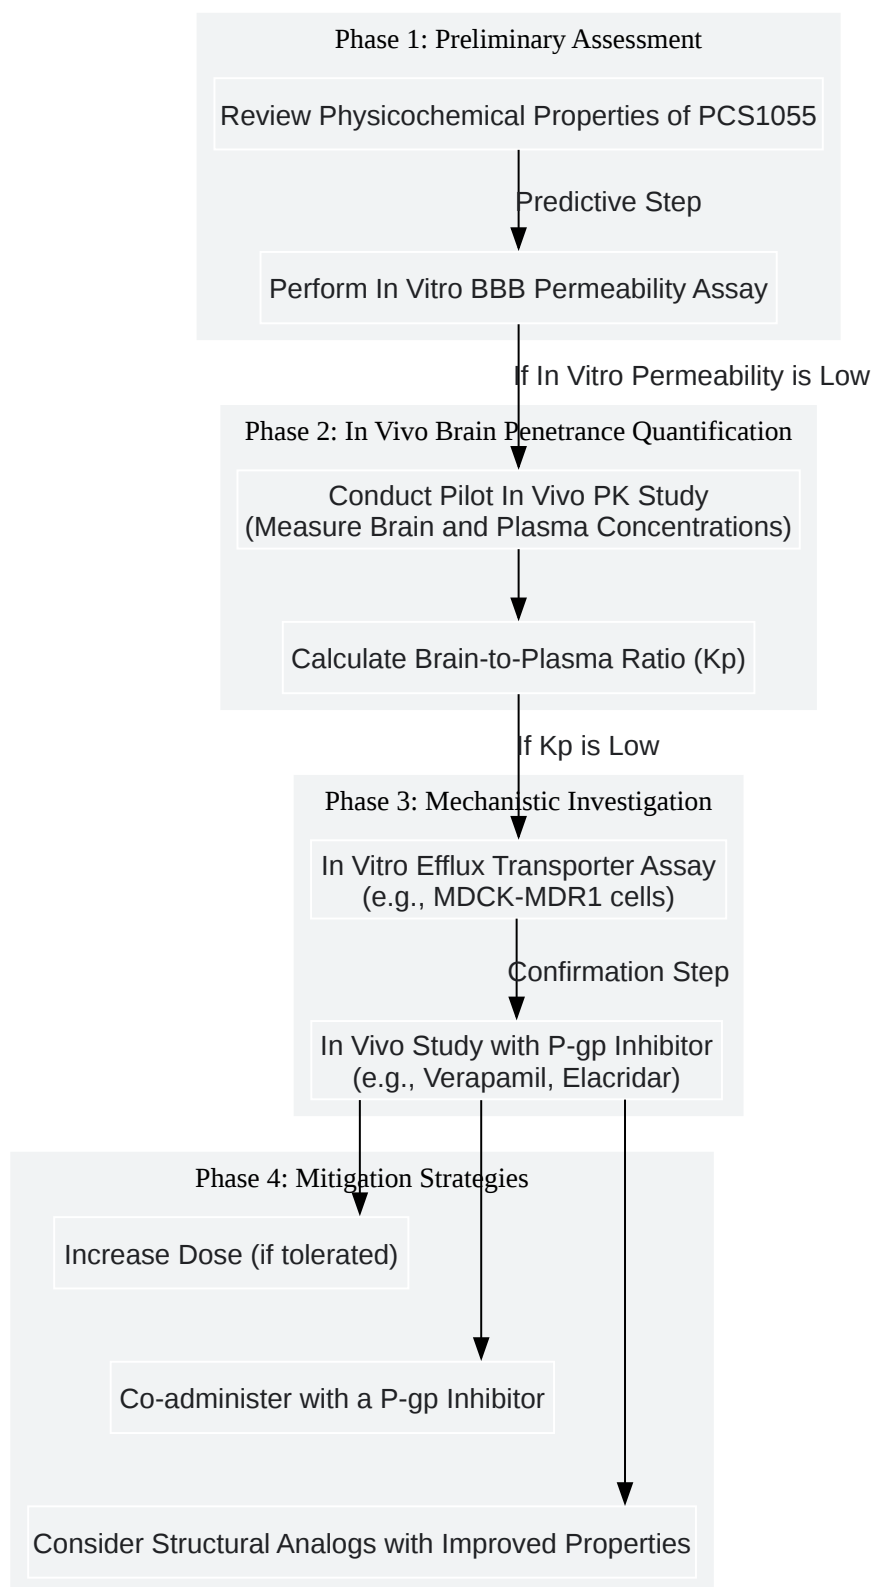 Phase 1: Preliminary Assessment
Review Physicochemical Properties of PCS1055
Predictive Step
Perform In Vitro BBB Permeability Assay
If In Vitro Permeability is Low
Phase 2: In Vivo Brain Penetrance Quantification
Conduct Pilot In Vivo PK Study
(Measure Brain and Plasma Concentrations)
Calculate Brain-to-Plasma Ratio (Kp)
If Kp is Low
Phase 3: Mechanistic Investigation
In Vitro Efflux Transporter Assay
(e.g., MDCK-MDR1 cells)
Confirmation Step
In Vivo Study with P-gp Inhibitor
(e.g., Verapamil, Elacridar)
Phase 4: Mitigation Strategies
Increase Dose (if tolerated)
Co-administer with a P-gp Inhibitor
Consider Structural Analogs with Improved Properties